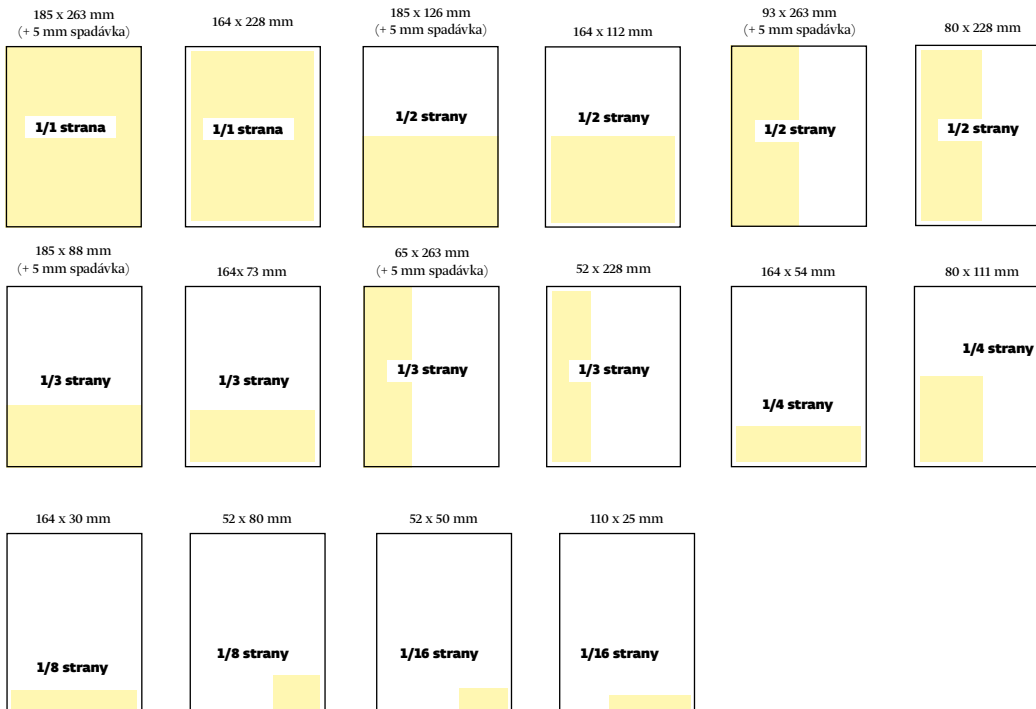 185 x 263 mm
(+ 5 mm spadávka)
1/1 strana
164 x 228 mm
1/1 strana
185 x 126 mm
(+ 5 mm spadávka)
1/2 strany
164 x 112 mm
1/2 strany
93 x 263 mm
(+ 5 mm spadávka)
1/2 strany
80 x 228 mm
1/2 strany
185 x 88 mm
(+ 5 mm spadávka)
1/3 strany
164x 73 mm
1/3 strany
65 x 263 mm
(+ 5 mm spadávka)
1/3 strany
52 x 228 mm
1/3 strany
164 x 54 mm
1/4 strany
80 x 111 mm
1/4 strany
164 x 30 mm
1/8 strany
52 x 80 mm
1/8 strany
52 x 50 mm
1/16 strany
110 x 25 mm
1/16 strany